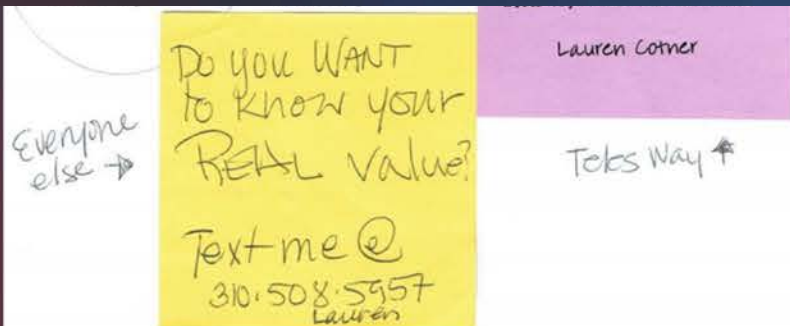 Lauren Cotner
Everyone
else →
Do you WANT
to know your
REAL value?
Text me @
310.508.5957
Lauren
Teles Way ↑